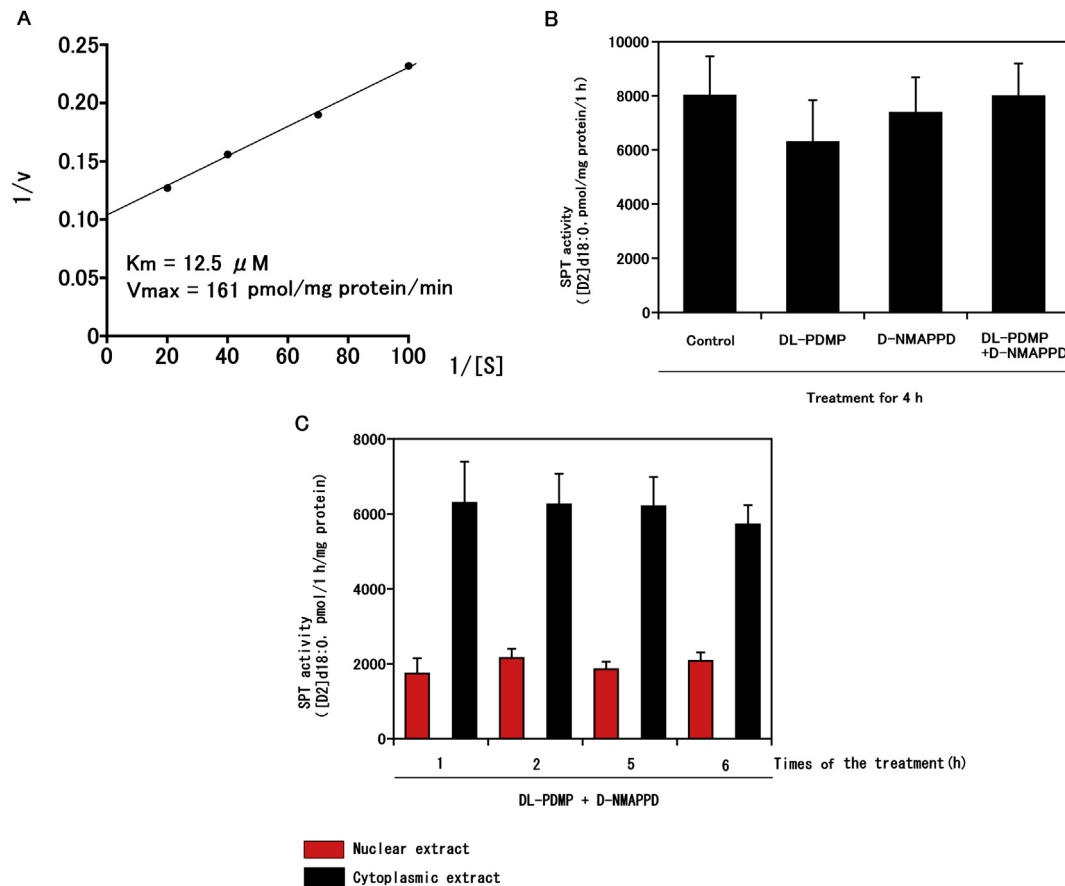 A
0.25
0.20
0.15
0.10
0.05
0
1/v
Km = 12.5 μM
Vmax = 161 pmol/mg protein/min
20 40 60 80 100
1/[S]
B
10000
8000
6000
4000
2000
0
SPT activity
([D2]d18:0, pmol/mg protein/1 h)
Control DL-PDMP D-NMAPPD DL-PDMP
+D-NMAPPD
Treatment for 4 h
C
8000
6000
4000
2000
0
SPT activity
([D2]d18:0, pmol/1 h/mg protein)
1 2 5 6 Times of the treatment(h)
DL-PDMP + D-NMAPPD
Nuclear extract
Cytoplasmic extract